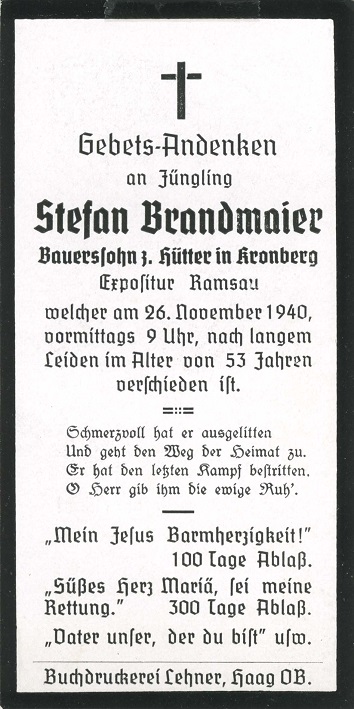 Gebets-Andenken
an Jüngling
Stefan Brandmaier
Bauerssohn z. Hütter in Kronberg
Expositur Ramsau
welcher am 26. November 1940,
vormittags 9 Uhr, nach langem
Leiden im Alter von 53 Jahren
verschieden ist.
Schmerzvoll hat er ausgelitten
Und geht den Weg der Heimat zu.
Er hat den letzten Kampf bestritten.
O Herr gib ihm die ewige Ruh'.
„Mein Jesus Barmherzigkeit!"
100 Tage Ablaß.
„Süßes Herz Mariä, sei meine
Rettung." 300 Tage Ablaß.
„Vater unser, der du bist" usw.
Buchdruckerei Lehner, Haag OB.